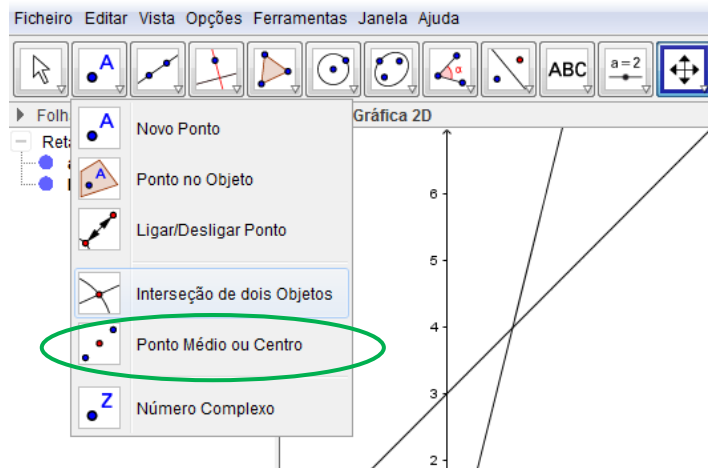 Ficheiro Editar Vista Opções Ferramentas Janela Ajuda
A ABC a=2
Folh Gráfica 2D
Ret
A Novo Ponto
A Ponto no Objeto
Ligar/Desligar Ponto
Interseção de dois Objetos
Ponto Médio ou Centro
Z Número Complexo
6
5
4
3
2